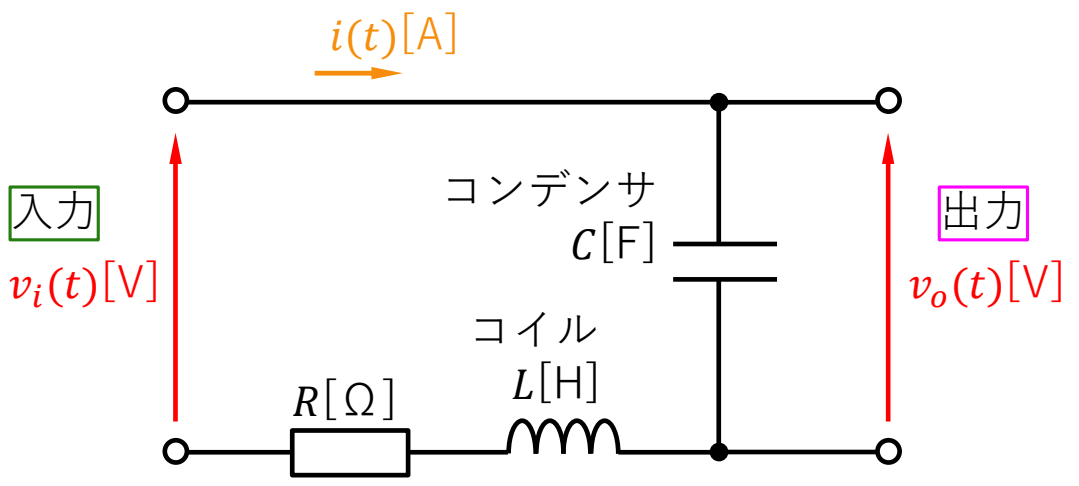 i(t)[A]
入力
v_i(t)[V]
コンデンサ
C[F]
出力
v_o(t)[V]
コイル
L[H]
R[Ω]